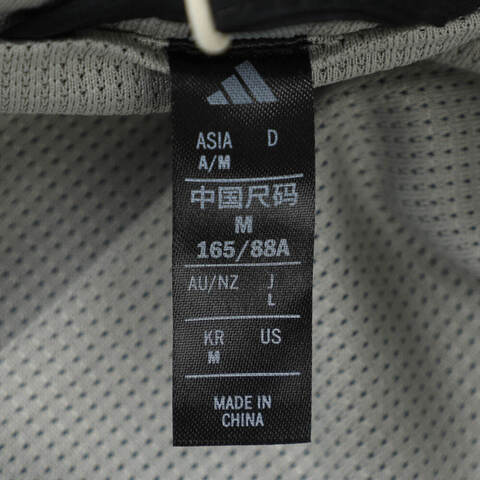 ASIA D
A/M
中国尺码
M
165/88A
AU/NZ J
L
KR US
M
MADE IN
CHINA